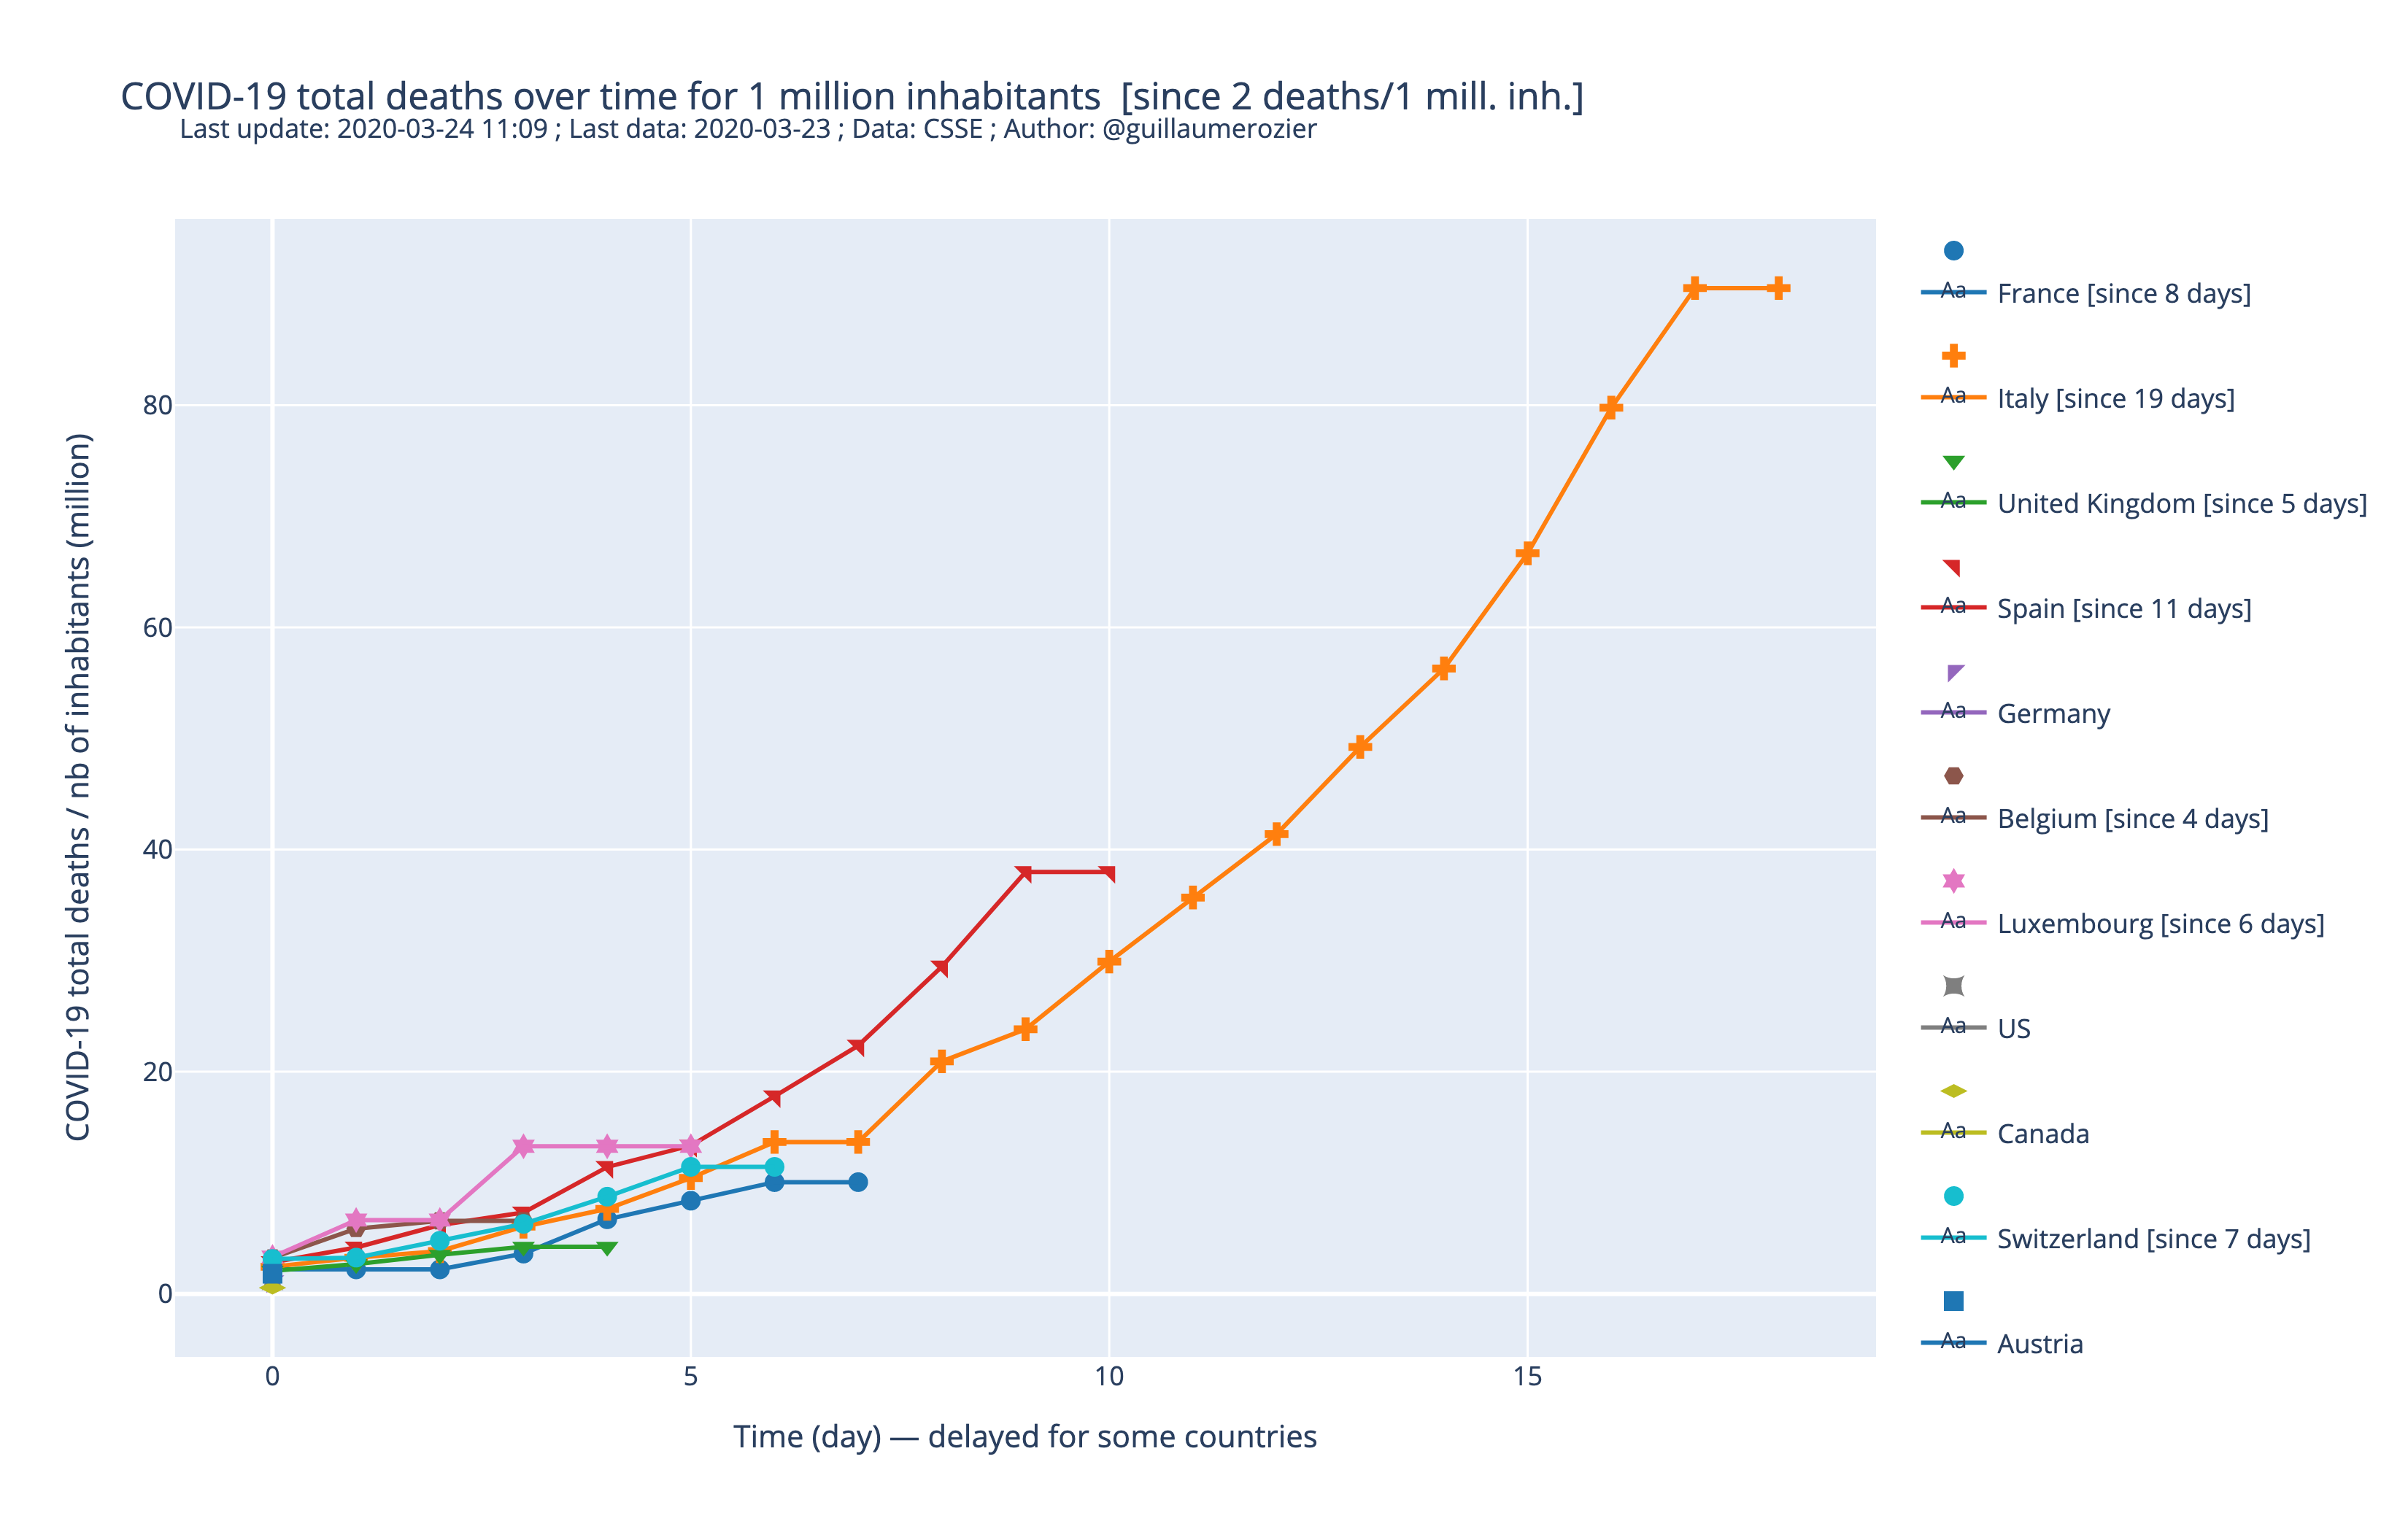 COVID-19 total deaths over time for 1 million inhabitants  [since 2 deaths/1 mill. inh.]
Last update: 2020-03-24 11:09 ; Last data: 2020-03-23 ; Data: CSSE ; Author: @guillaumerozier
COVID-19 total deaths / nb of inhabitants (million)
80
60
40
20
0
0
5
10
15
Time (day) — delayed for some countries
Aa France [since 8 days]
Aa Italy [since 19 days]
Aa United Kingdom [since 5 days]
Aa Spain [since 11 days]
Aa Germany
Aa Belgium [since 4 days]
Aa Luxembourg [since 6 days]
Aa US
Aa Canada
Aa Switzerland [since 7 days]
Aa Austria